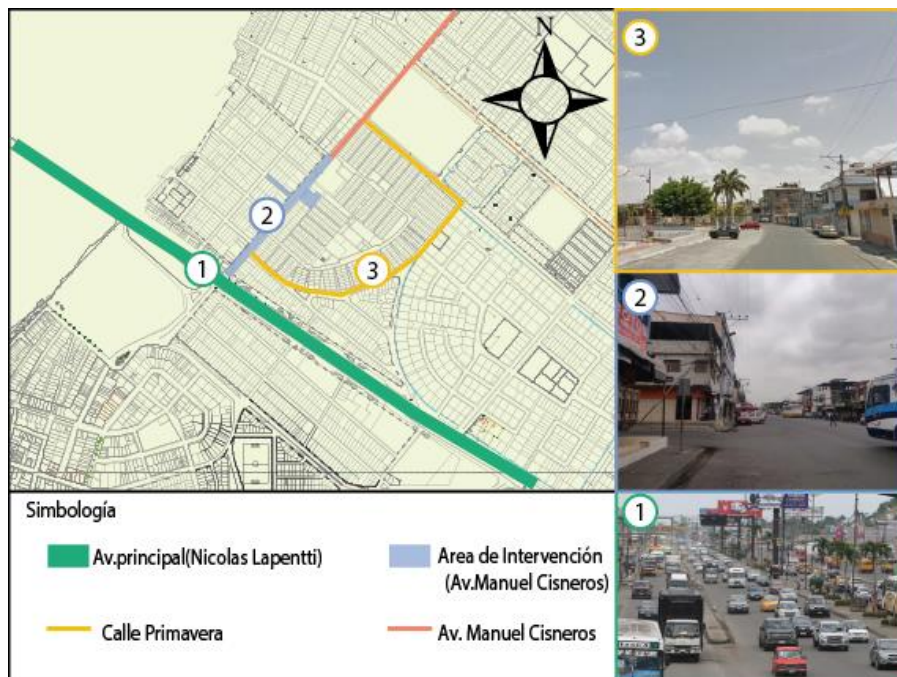 N
3
2
1
3
2
1
Simbología
Av.principal(Nicolas Lapentti)
Area de Intervención
(Av.Manuel Cisneros)
Calle Primavera
Av. Manuel Cisneros